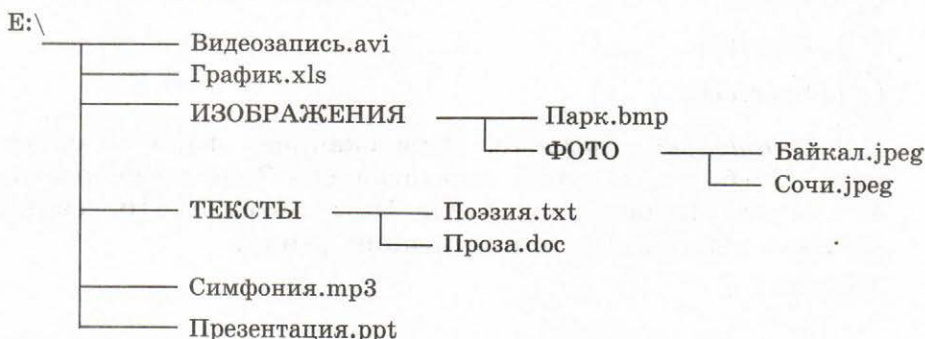 E:\
Видеозапись.avi
График.xls
ИЗОБРАЖЕНИЯ Парк.bmp
ФОТО Байкал.jpeg
Сочи.jpeg
ТЕКСТЫ Поэзия.txt
Проза.doc
Симфония.mp3
Презентация.ppt